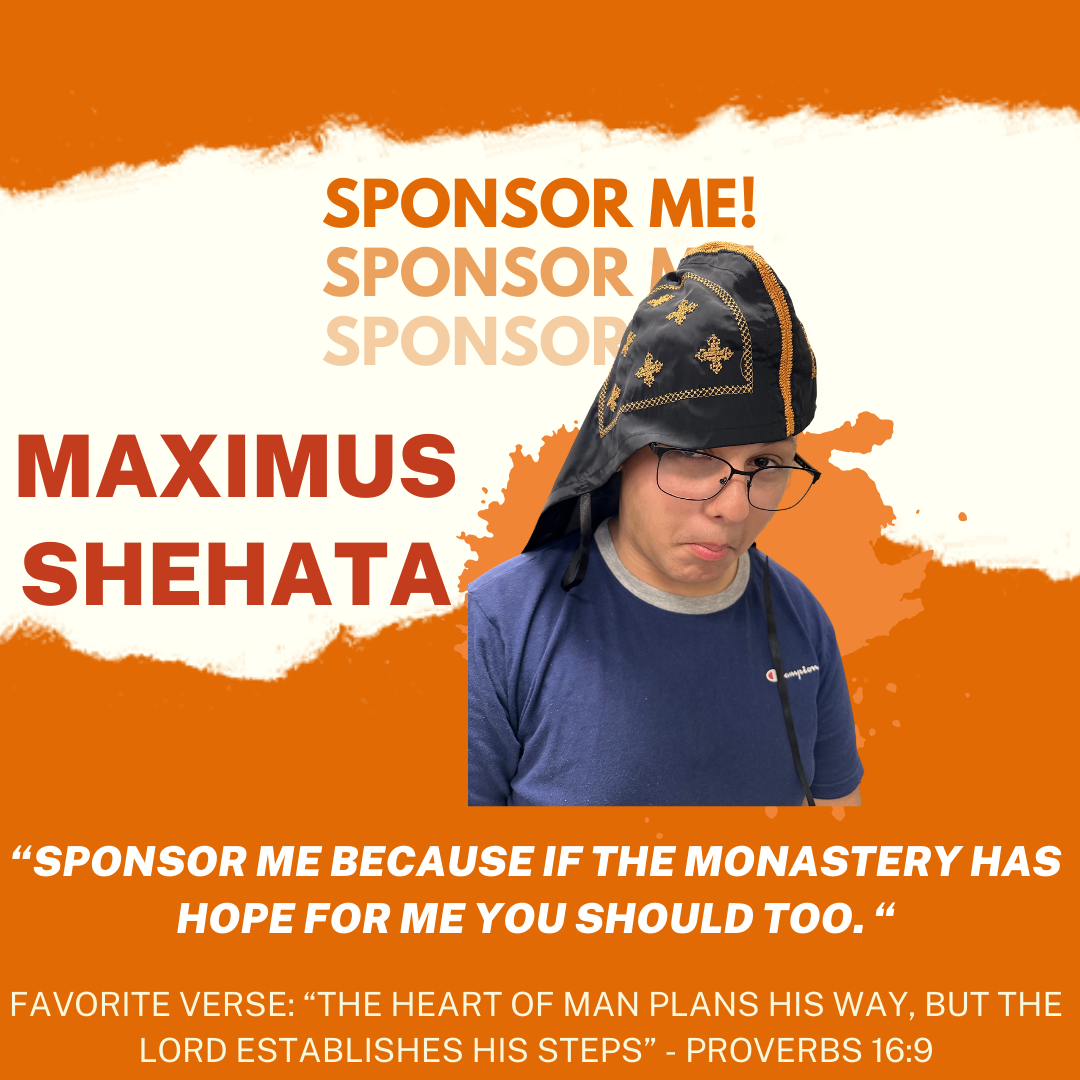 SPONSOR ME!
SPONSOR M
SPONSOR
MAXIMUS
SHEHATA
Champion
“SPONSOR ME BECAUSE IF THE MONASTERY HAS
HOPE FOR ME YOU SHOULD TOO. “
FAVORITE VERSE: “THE HEART OF MAN PLANS HIS WAY, BUT THE
LORD ESTABLISHES HIS STEPS” - PROVERBS 16:9